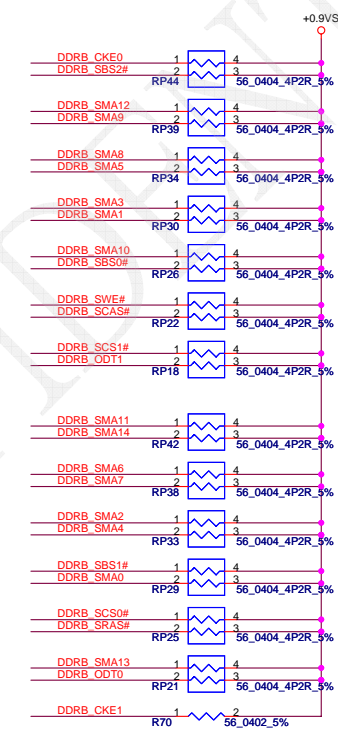 +0.9VS
DDRB_CKE0 1 4
DDRB_SBS2# 2 3
RP44 56_0404_4P2R_5%
DDRB_SMA12 1 4
DDRB_SMA9 2 3
RP39 56_0404_4P2R_5%
DDRB_SMA8 1 4
DDRB_SMA5 2 3
RP34 56_0404_4P2R_5%
DDRB_SMA3 1 4
DDRB_SMA1 2 3
RP30 56_0404_4P2R_5%
DDRB_SMA10 1 4
DDRB_SBS0# 2 3
RP26 56_0404_4P2R_5%
DDRB_SWE# 1 4
DDRB_SCAS# 2 3
RP22 56_0404_4P2R_5%
DDRB_SCS1# 1 4
DDRB_ODT1 2 3
RP18 56_0404_4P2R_5%
DDRB_SMA11 1 4
DDRB_SMA14 2 3
RP42 56_0404_4P2R_5%
DDRB_SMA6 1 4
DDRB_SMA7 2 3
RP38 56_0404_4P2R_5%
DDRB_SMA2 1 4
DDRB_SMA4 2 3
RP33 56_0404_4P2R_5%
DDRB_SBS1# 1 4
DDRB_SMA0 2 3
RP29 56_0404_4P2R_5%
DDRB_SCS0# 1 4
DDRB_SRAS# 2 3
RP25 56_0404_4P2R_5%
DDRB_SMA13 1 4
DDRB_ODT0 2 3
RP21 56_0404_4P2R_5%
DDRB_CKE1 1 2
R70 56_0402_5%